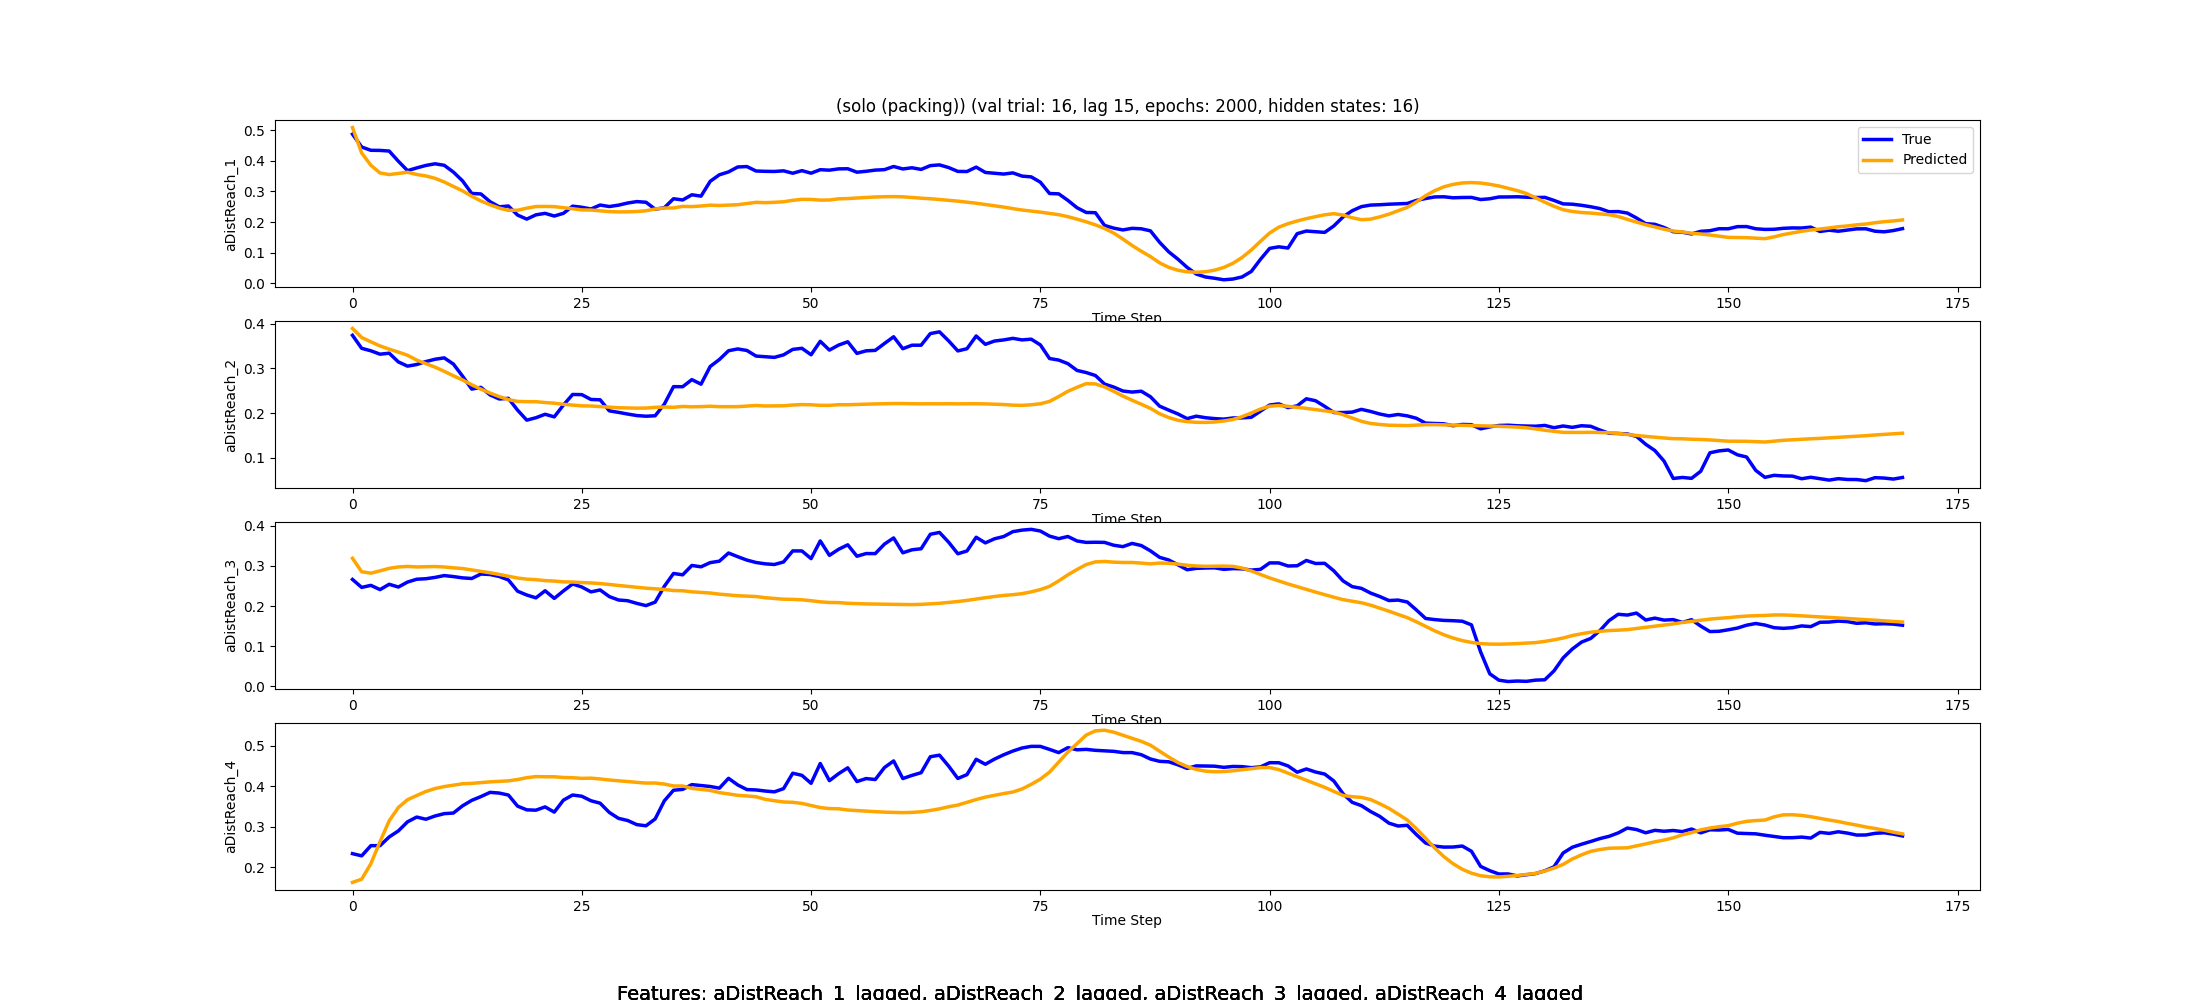 (solo (packing)) (val trial: 16, lag 15, epochs: 2000, hidden states: 16)
0.5
0.4
0.3
0.2
0.1
0.0
aDistReach_1
True
Predicted
0 25 50 75 100 125 150 175
Time Step
0.4
0.3
0.2
0.1
aDistReach_2
0 25 50 75 100 125 150 175
Time Step
0.4
0.3
0.2
0.1
0.0
aDistReach_3
0 25 50 75 100 125 150 175
Time Step
0.5
0.4
0.3
0.2
aDistReach_4
0 25 50 75 100 125 150 175
Time Step
Features: aDistReach_1_lagged, aDistReach_2_lagged, aDistReach_3_lagged, aDistReach_4_lagged